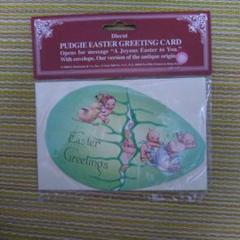 Diecut
PUDGIE EASTER GREETING CARD
Opens for message "A Joyous Easter to You."
With envelope. Our version of the antique origin.
Easter
Greetings